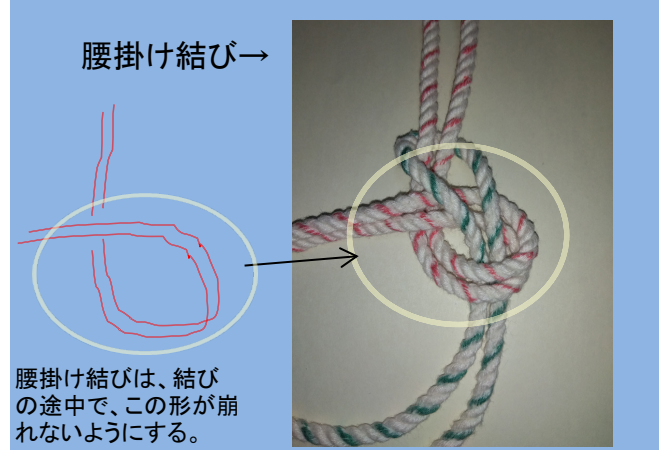 腰掛け結び→
腰掛け結びは、結び
の途中で、この形が崩
れないようにする。